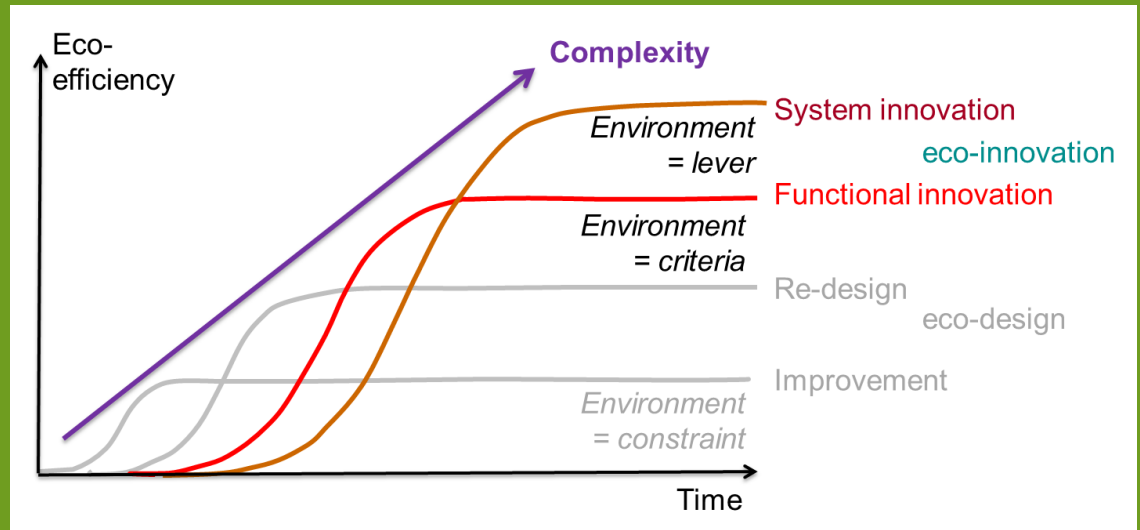 Eco-
efficiency
Complexity
Environment
= lever
System innovation
eco-innovation
Functional innovation
Environment
= criteria
Re-design
eco-design
Improvement
Environment
= constraint
Time